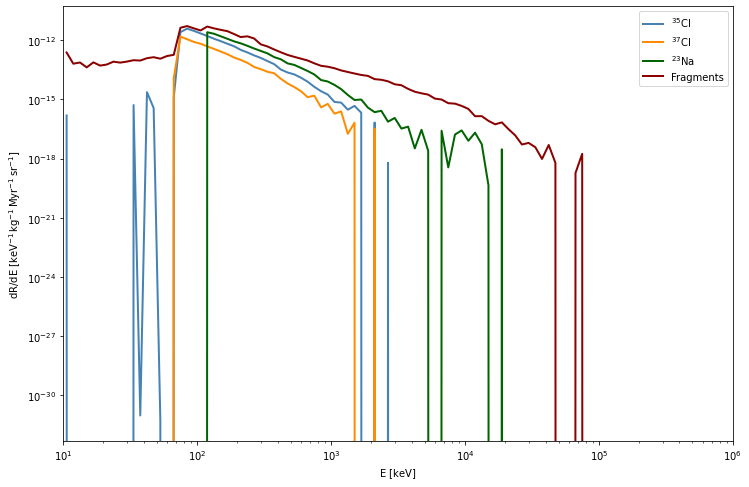 ³⁵Cl
³⁷Cl
²³Na
Fragments
dR/dE [keV⁻¹ kg⁻¹ Myr⁻¹ sr⁻¹]
10⁻¹²
10⁻¹⁵
10⁻¹⁸
10⁻²¹
10⁻²⁴
10⁻²⁷
10⁻³⁰
10¹ 10² 10³ 10⁴ 10⁵ 10⁶
E [keV]